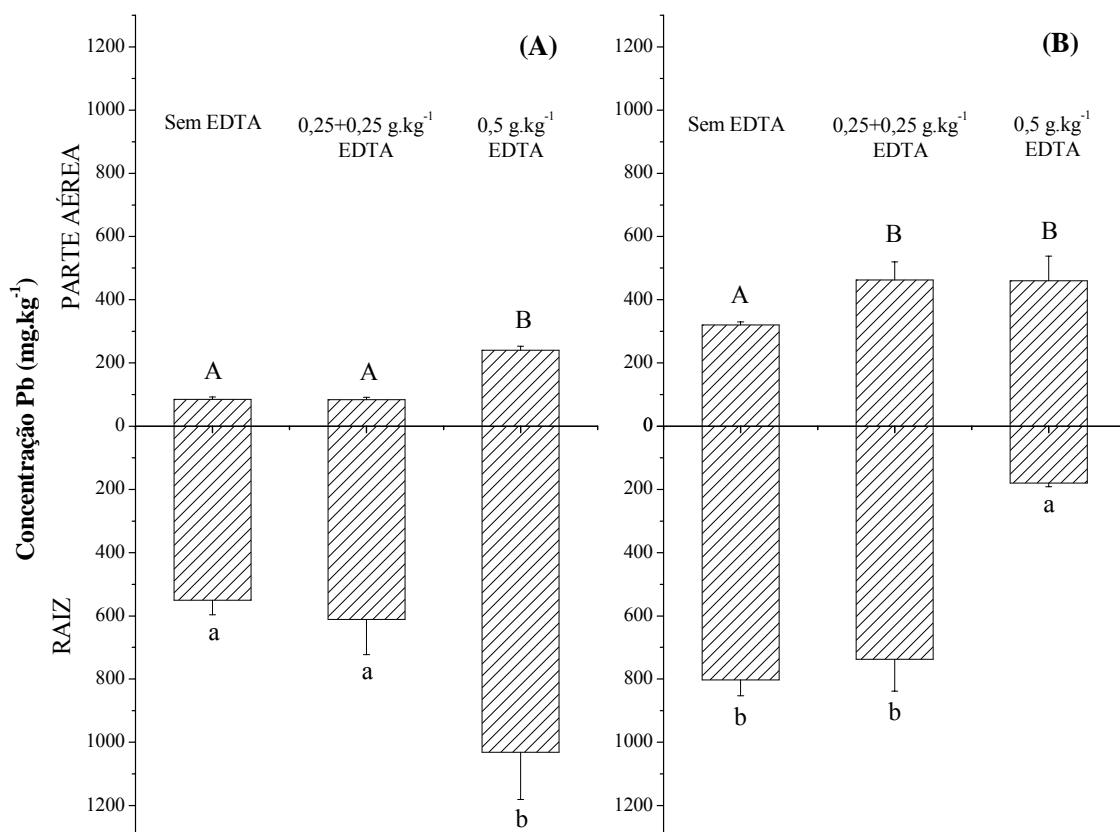 (A)
(B)
Sem EDTA
0,25+0,25 g.kg⁻¹
EDTA
0,5 g.kg⁻¹
EDTA
Sem EDTA
0,25+0,25 g.kg⁻¹
EDTA
0,5 g.kg⁻¹
EDTA
Concentração Pb (mg.kg⁻¹)
PARTE AÉREA
RAIZ
1200
1000
800
600
400
200
0
200
400
600
800
1000
1200
A
A
B
a
a
b
1200
1000
800
600
400
200
0
200
400
600
800
1000
1200
A
B
B
b
b
a